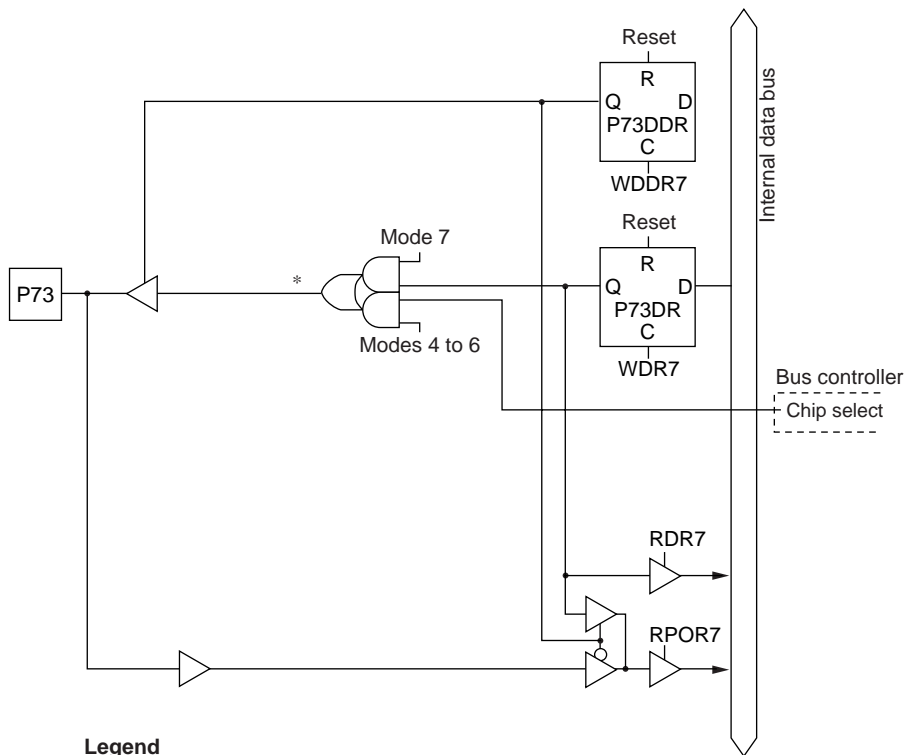 Reset
R
Q D
P73DDR
C
WDDR7
Internal data bus
Reset
R
Q D
P73DR
C
WDR7
Mode 7
*
P73
Modes 4 to 6
Bus controller
Chip select
RDR7
RPOR7
Legend